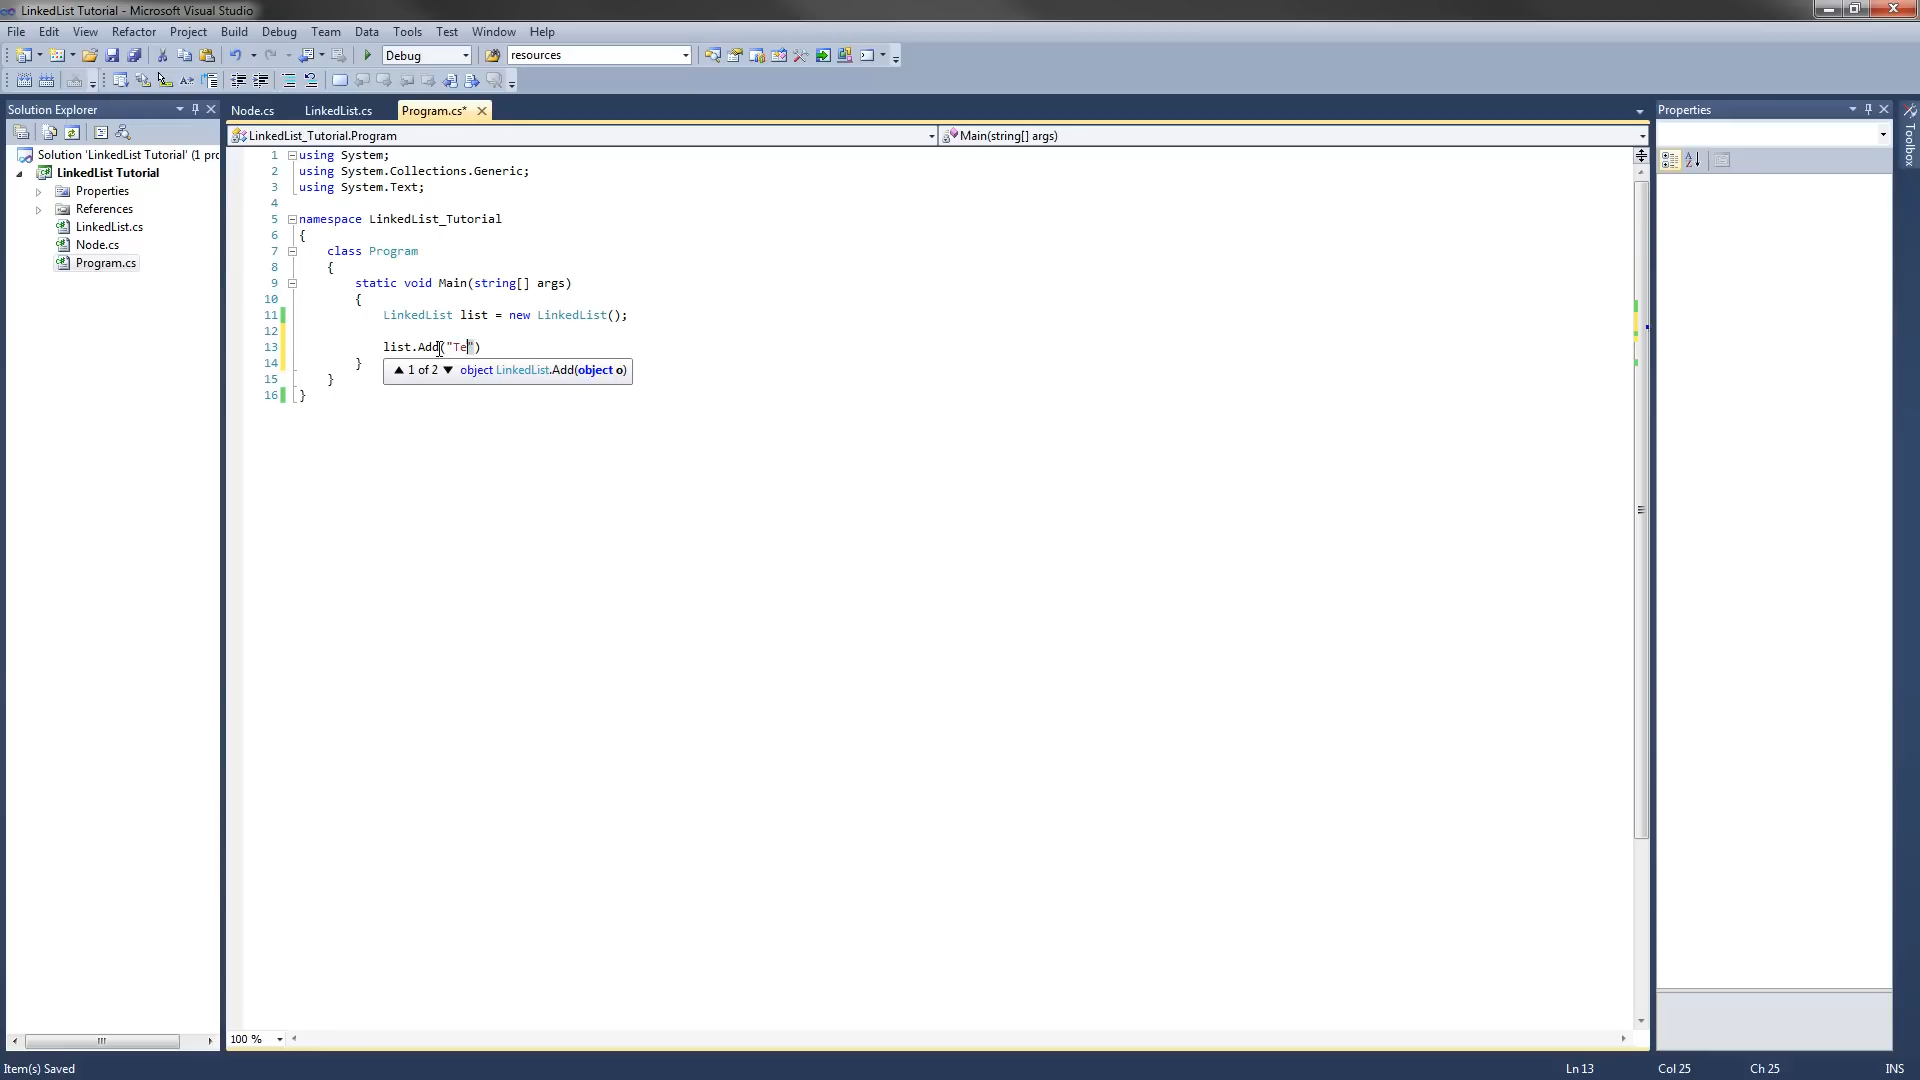 LinkedList Tutorial - Microsoft Visual Studio
File Edit View Refactor Project Build Debug Team Data Tools Test Window Help
Debug resources
Solution Explorer
Solution 'LinkedList Tutorial' (1 pro
LinkedList Tutorial
Properties
References
LinkedList.cs
Node.cs
Program.cs
Node.cs LinkedList.cs Program.cs*
LinkedList_Tutorial.Program Main(string[] args)
1 using System;
2 using System.Collections.Generic;
3 using System.Text;
4
5 namespace LinkedList_Tutorial
6 {
7 class Program
8 {
9 static void Main(string[] args)
10 {
11 LinkedList list = new LinkedList();
12
13 list.Add("Te")
14 }
1 of 2 object LinkedList.Add(object o)
15 }
16 }
100 %
Properties
Toolbox
Item(s) Saved Ln 13 Col 25 Ch 25 INS